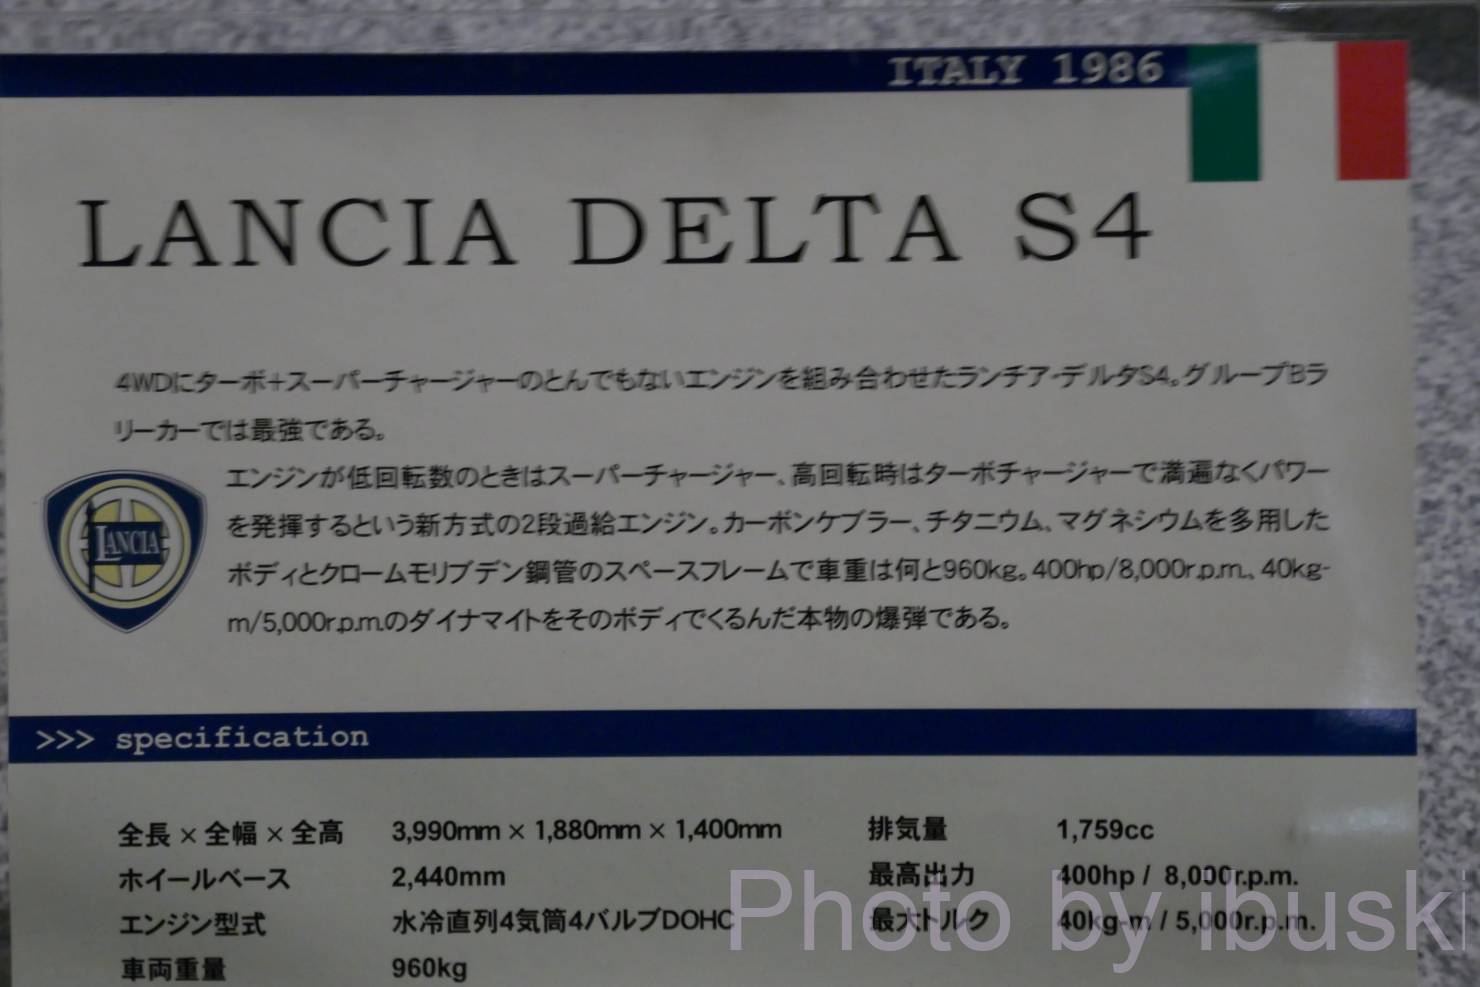 ITALY 1986
LANCIA DELTA S4
4WDにターボ+スーパーチャージャーのとんでもないエンジンを組み合わせたランチア・デルタS4。グループBラ
リーカーでは最強である。
エンジンが低回転数のときはスーパーチャージャー、高回転時はターボチャージャーで満遍なくパワー
を発揮するという新方式の2段過給エンジン。カーボンケブラー、チタニウム、マグネシウムを多用した
LANCIA
ボディとクロームモリブデン鋼管のスペースフレームで車重は何と960kg。400hp/8,000r.p.m.、40kg-
m/5,000r.p.m.のダイナマイトをそのボディでくるんだ本物の爆弾である。
>>> specification
全長 × 全幅 × 全高 3,990mm × 1,880mm × 1,400mm 排気量 1,759cc
ホイールベース 2,440mm 最高出力 400hp / 8,000r.p.m.
エンジン型式 水冷直列4気筒4バルブDOHC 最大トルク 40kg-m / 5,000r.p.m.
車両重量 960kg
Photo by ibuski